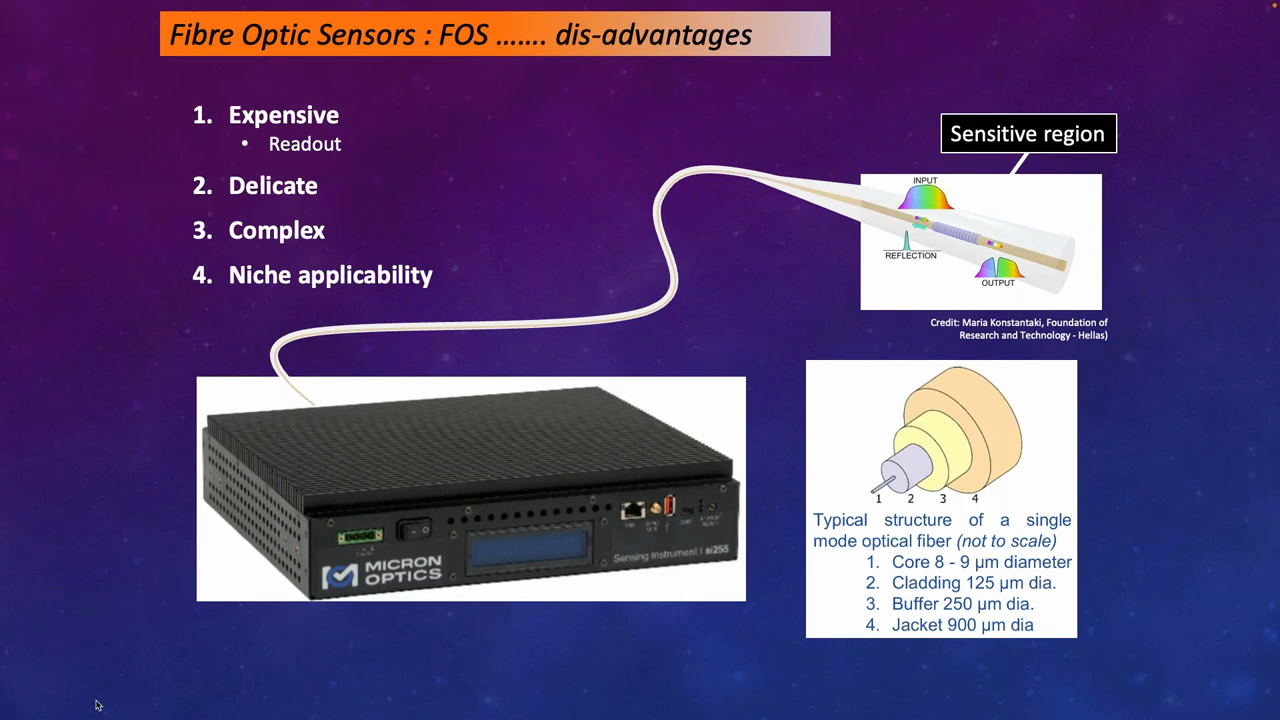 Fibre Optic Sensors : FOS ……. dis-advantages
1. Expensive
• Readout
2. Delicate
3. Complex
4. Niche applicability
Sensitive region
INPUT
REFLECTION
OUTPUT
Credit: Maria Konstantaki, Foundation of
Research and Technology - Hellas)
MICRON
OPTICS
Sensing Instrument | si255
1 2 3 4
Typical structure of a single
mode optical fiber (not to scale)
1. Core 8 - 9 µm diameter
2. Cladding 125 µm dia.
3. Buffer 250 µm dia.
4. Jacket 900 µm dia